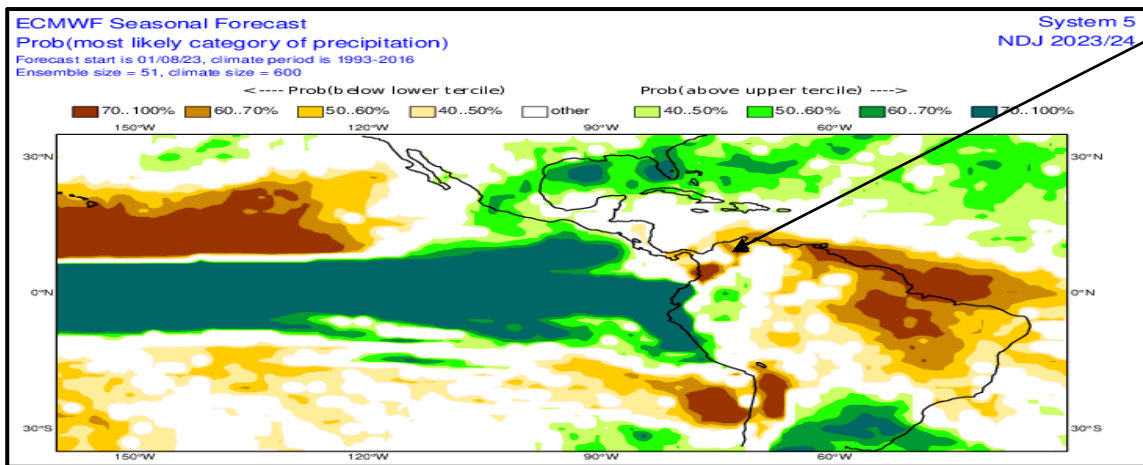 ECMWF Seasonal Forecast
System 5
Prob(most likely category of precipitation)
NDJ 2023/24
Forecast start is 01/08/23, climate period is 1993-2016
Ensemble size = 51, climate size = 600
<---- Prob(below lower tercile)
Prob(above upper tercile) ---->
70..100% 60..70% 50..60% 40..50% other 40..50% 50..60% 60..70% 70..100%
150°W 120°W 90°W 60°W
30°N 30°N
0°N 0°N
30°S 30°S
150°W 120°W 90°W 60°W